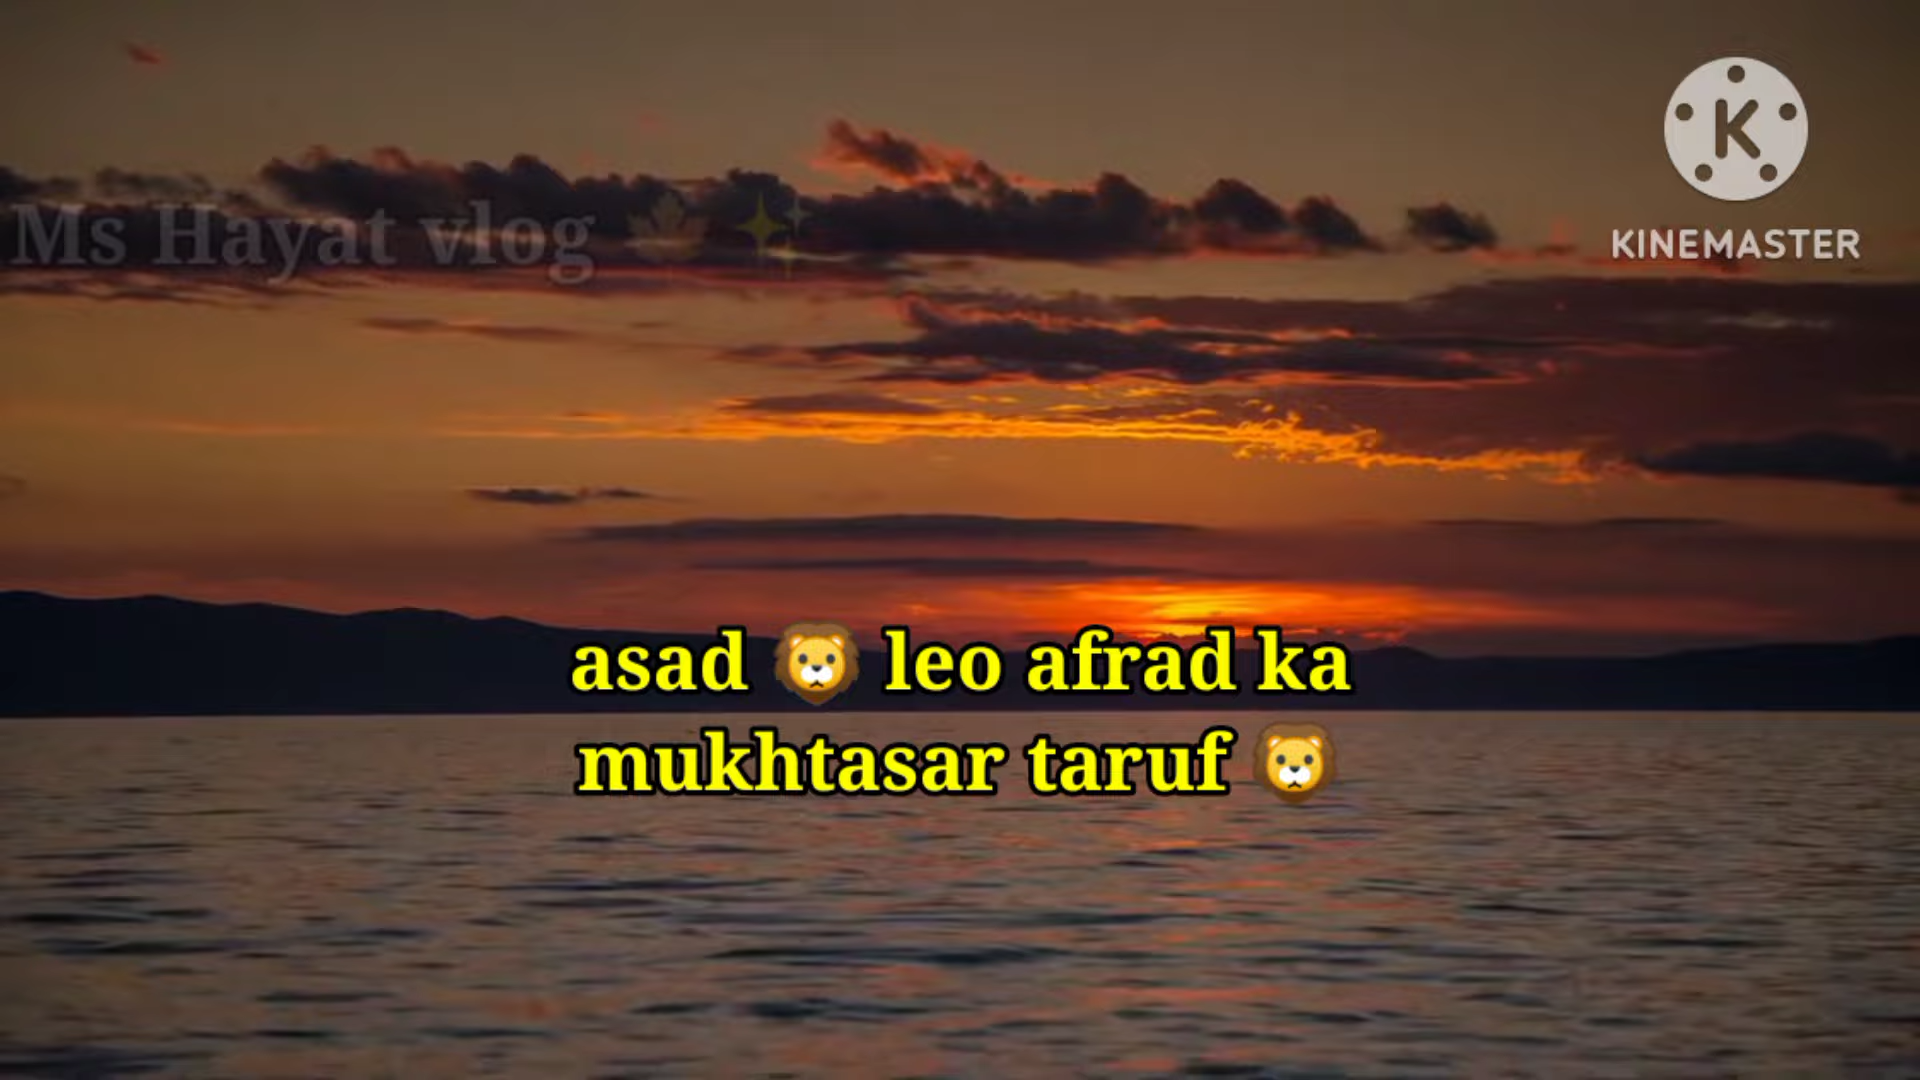 Ms Hayat vlog 🍁 ✨
K
KINEMASTER
asad 🦁 leo afrad ka
mukhtasar taruf 🦁